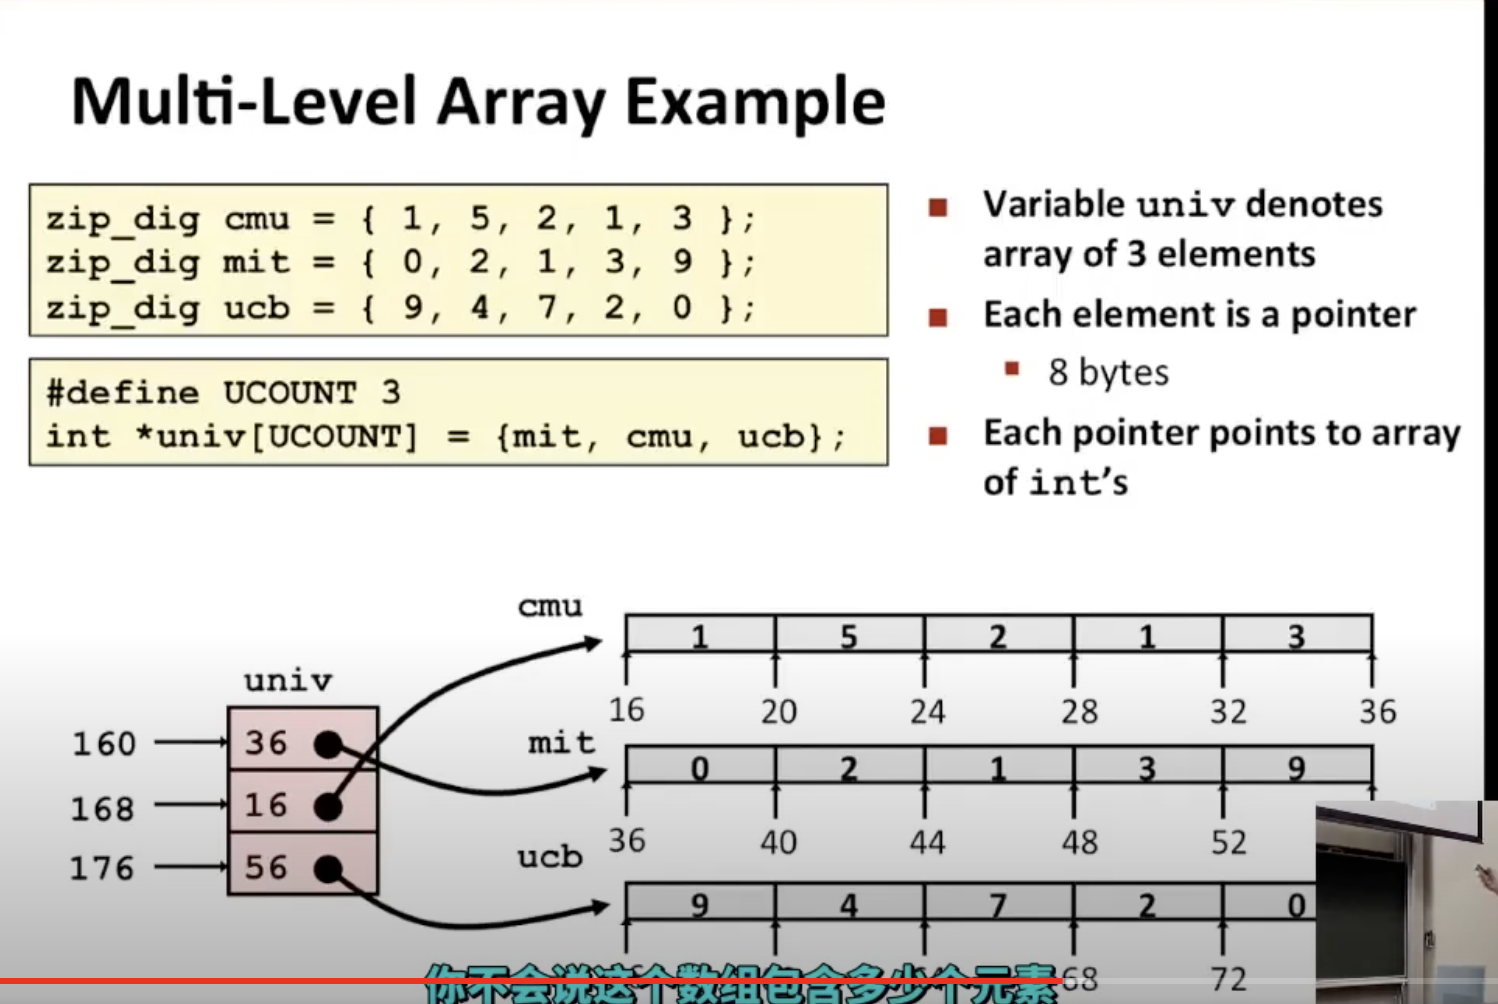 Multi-Level Array Example
zip_dig cmu = { 1, 5, 2, 1, 3 };
zip_dig mit = { 0, 2, 1, 3, 9 };
zip_dig ucb = { 9, 4, 7, 2, 0 };
#define UCOUNT 3
int *univ[UCOUNT] = {mit, cmu, ucb};
Variable univ denotes
array of 3 elements
Each element is a pointer
8 bytes
Each pointer points to array
of int's
univ
160 36
168 16
176 56
cmu
1 5 2 1 3
16 20 24 28 32 36
mit
0 2 1 3 9
36 40 44 48 52
ucb
9 4 7 2 0
68 72
你不会说这个数组包含多少个元素